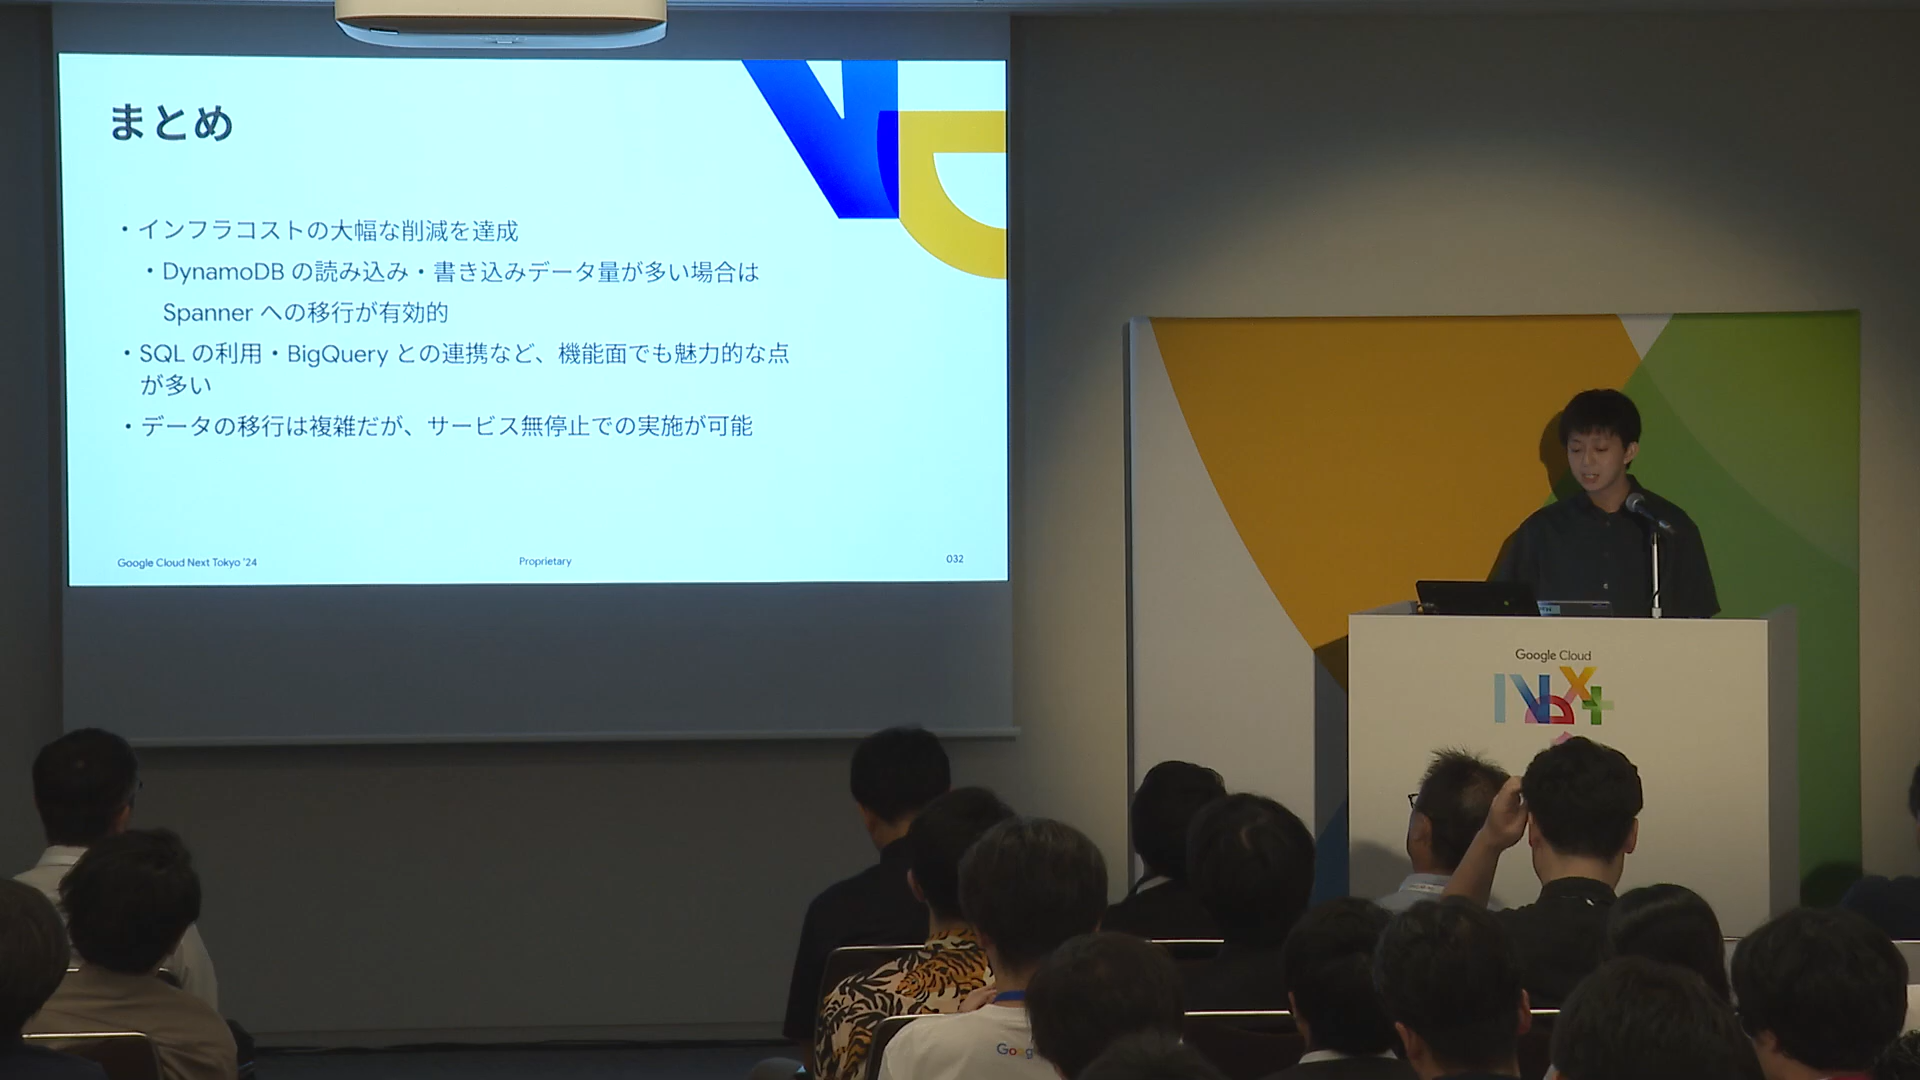 まとめ
・インフラコストの大幅な削減を達成
・DynamoDB の読み込み・書き込みデータ量が多い場合は
Spanner への移行が有効的
・SQL の利用・BigQuery との連携など、機能面でも魅力的な点
が多い
・データの移行は複雑だが、サービス無停止での実施が可能
Google Cloud Next Tokyo '24
Proprietary
032
Google Cloud
Next
Goog